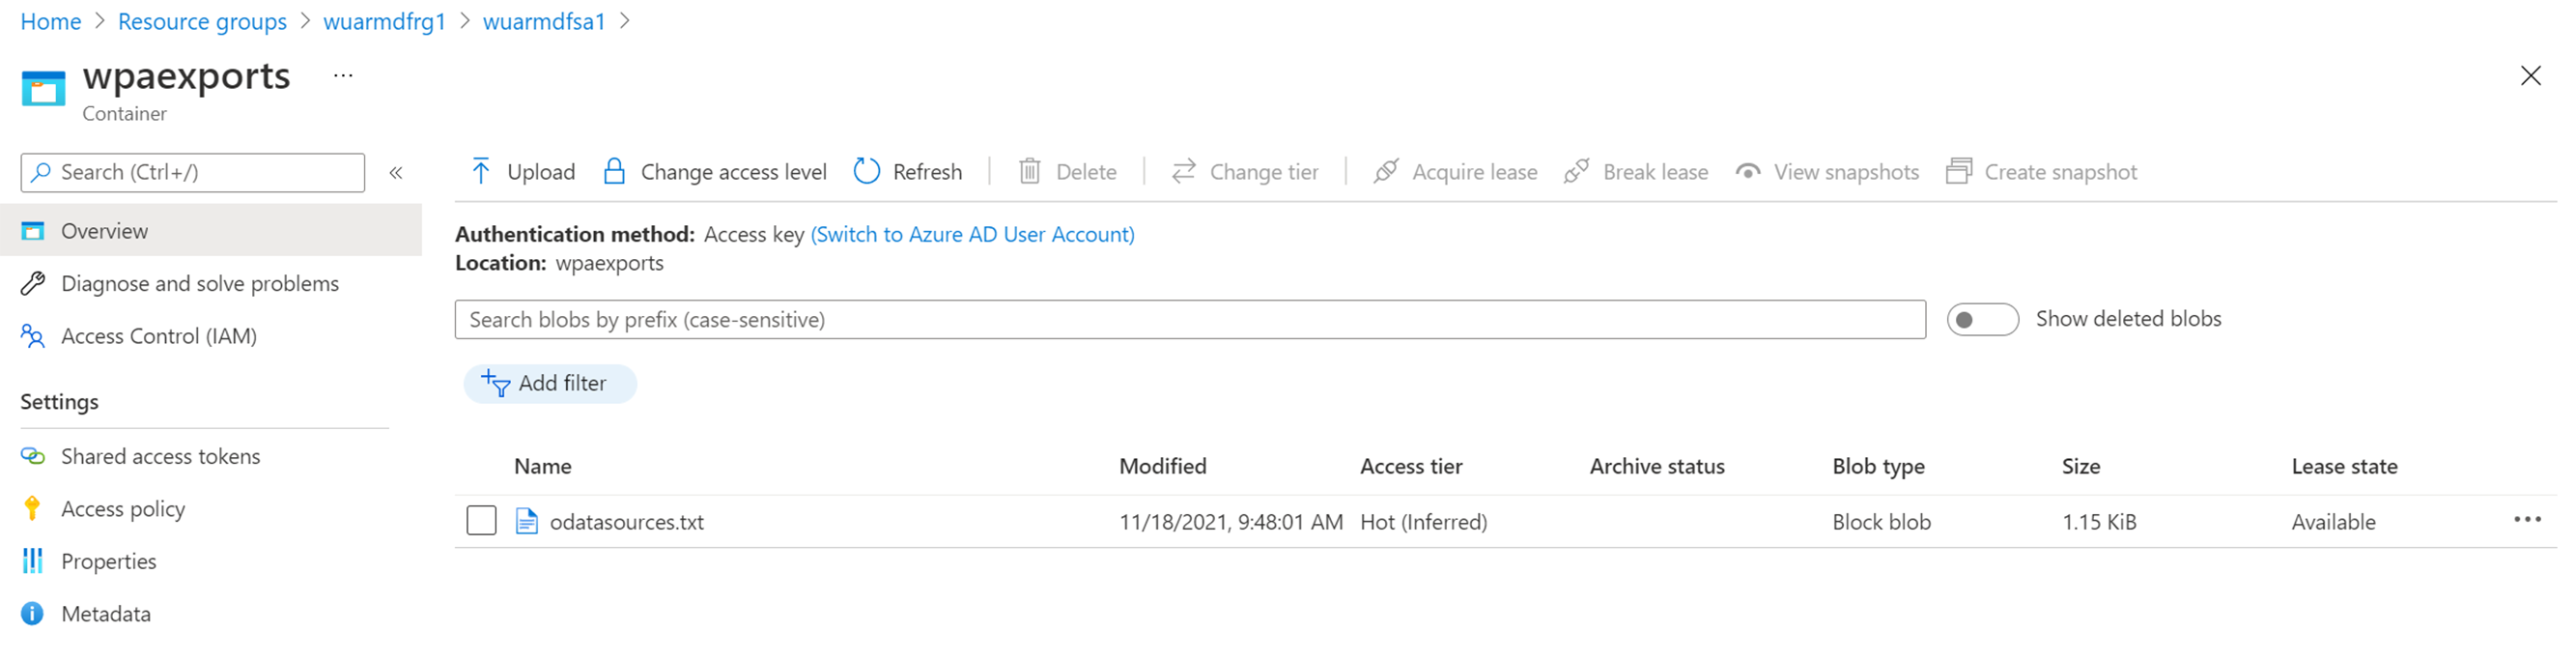 Home > Resource groups > wuarmdfrg1 > wuarmdfsa1 >
wpaexports ...
Container
Search (Ctrl+/) «
Upload Change access level Refresh Delete Change tier Acquire lease Break lease View snapshots Create snapshot
Overview
Diagnose and solve problems
Access Control (IAM)
Settings
Shared access tokens
Access policy
Properties
Metadata
Authentication method: Access key (Switch to Azure AD User Account)
Location: wpaexports
Search blobs by prefix (case-sensitive) Show deleted blobs
Add filter
Name Modified Access tier Archive status Blob type Size Lease state
odatasources.txt 11/18/2021, 9:48:01 AM Hot (Inferred) Block blob 1.15 KiB Available ...